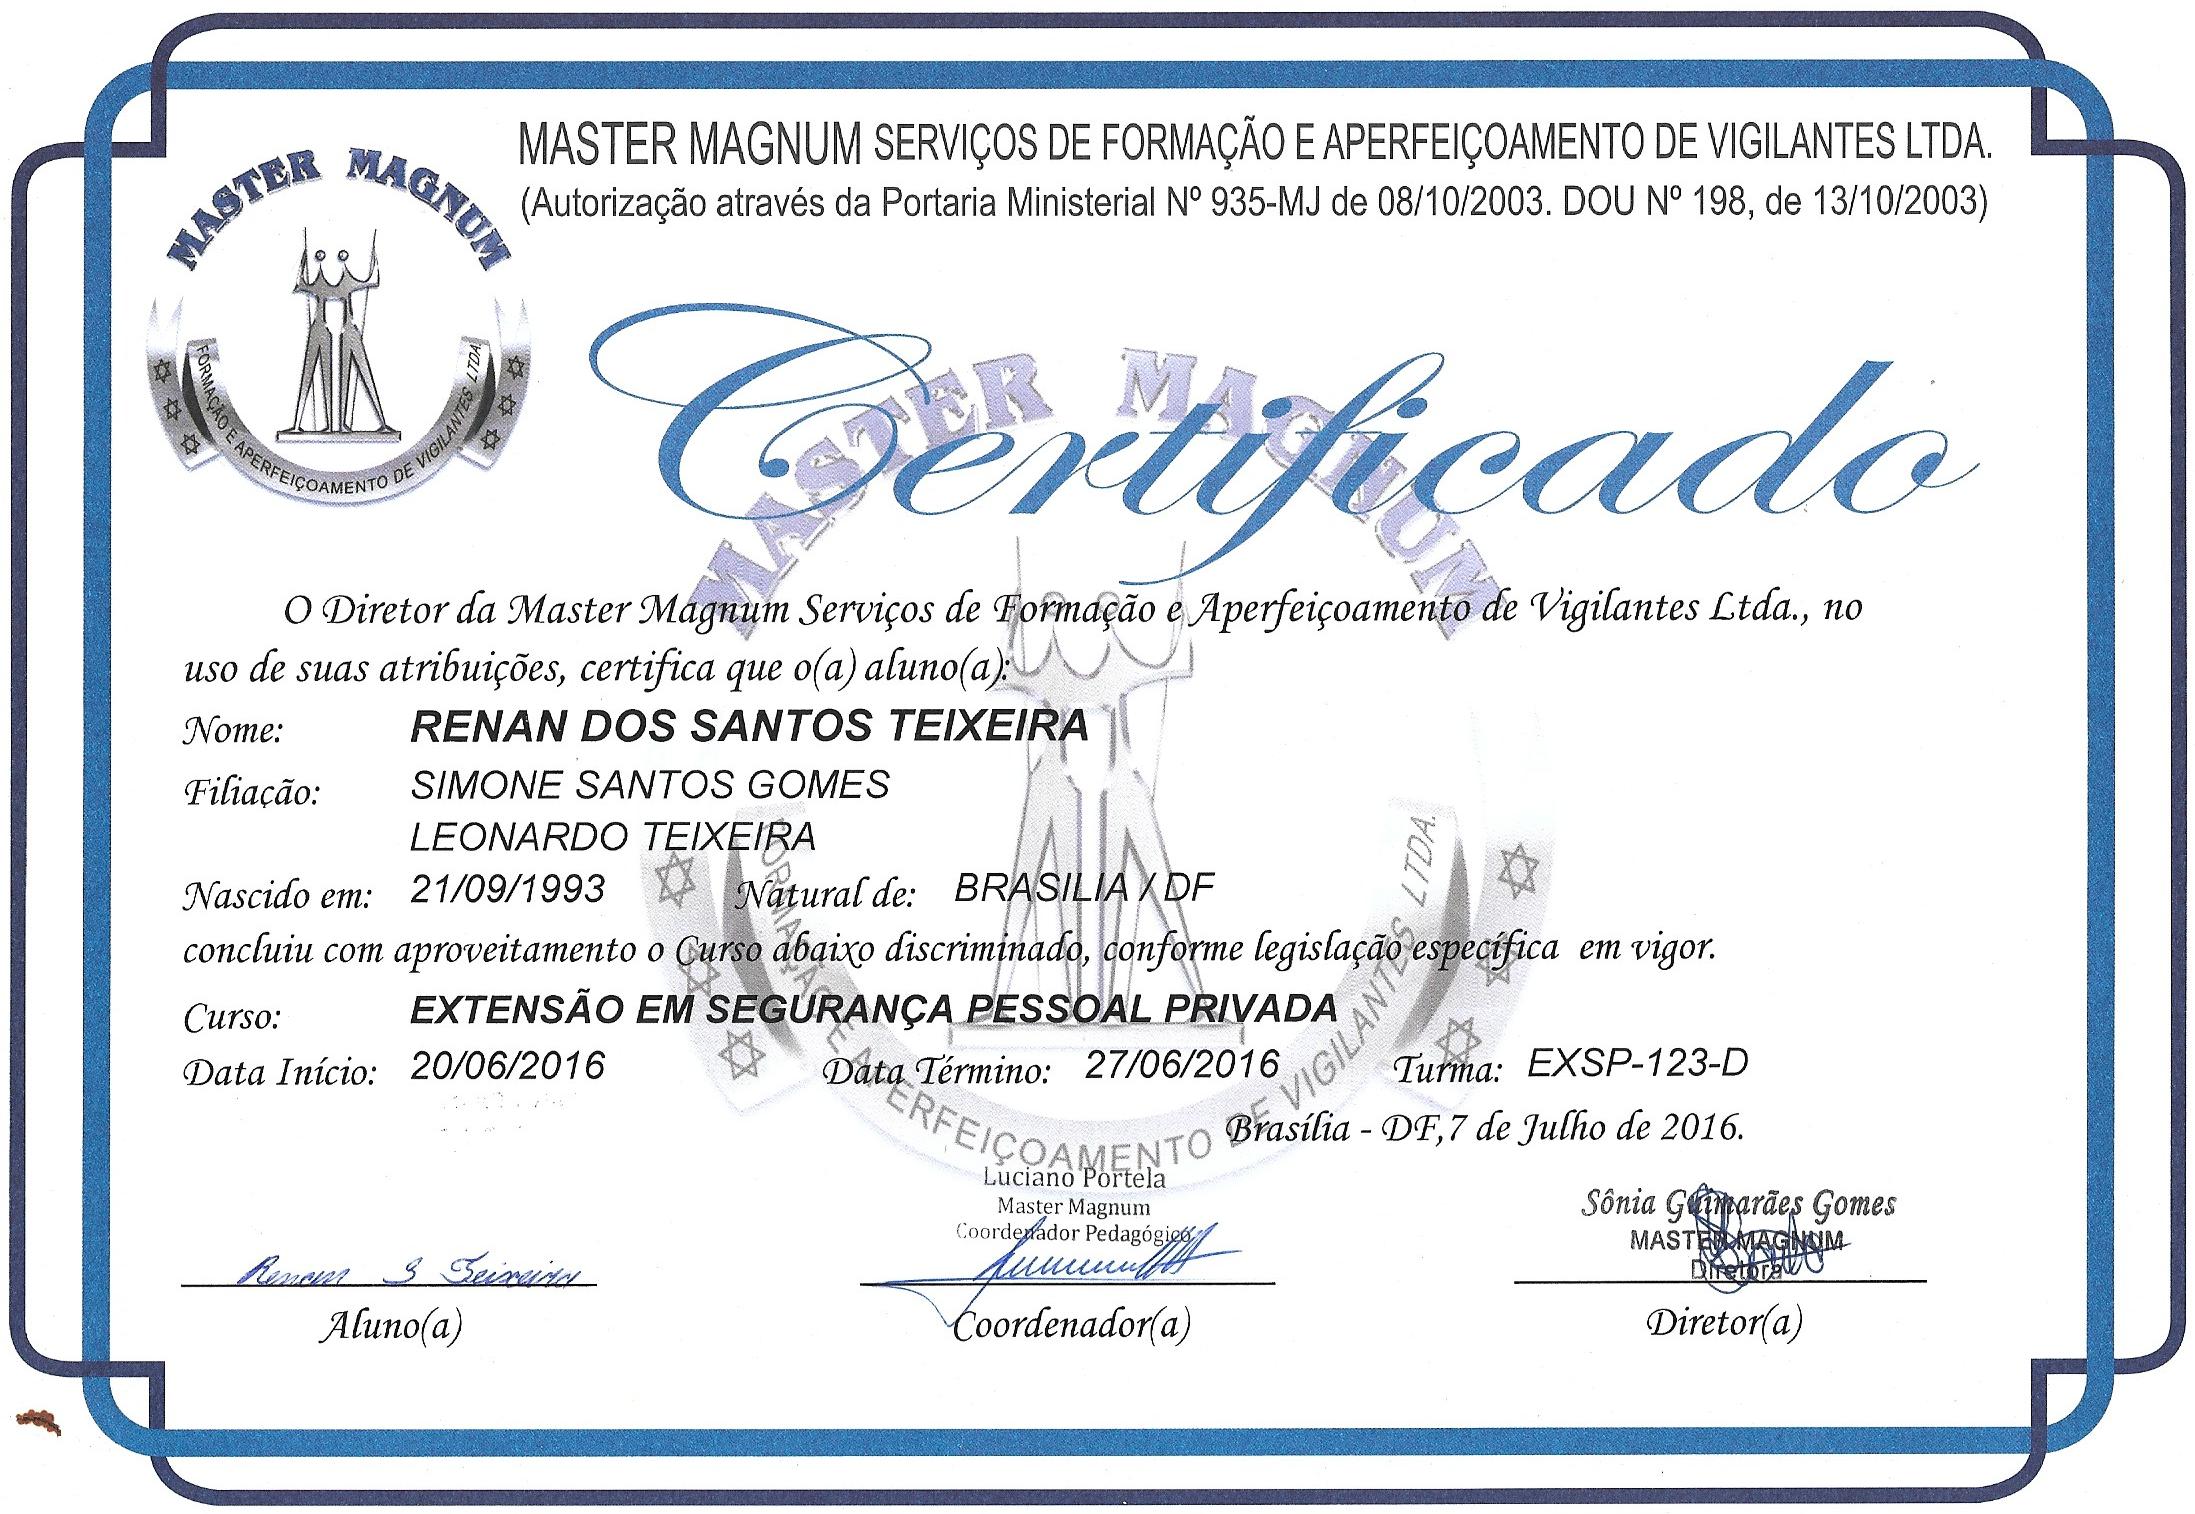 MASTER MAGNUM SERVIÇOS DE FORMAÇÃO E APERFEIÇOAMENTO DE VIGILANTES LTDA.
(Autorização através da Portaria Ministerial Nº 935-MJ de 08/10/2003. DOU Nº 198, de 13/10/2003)
MASTER MAGNUM
FORMAÇÃO E APERFEIÇOAMENTO DE VIGILANTES LTDA.
Certificado
MASTER MAGNUM
O Diretor da Master Magnum Serviços de Formação e Aperfeiçoamento de Vigilantes Ltda., no
uso de suas atribuições, certifica que o(a) aluno(a):
Nome: RENAN DOS SANTOS TEIXEIRA
Filiação: SIMONE SANTOS GOMES
LEONARDO TEIXEIRA
Nascido em: 21/09/1993 Natural de: BRASILIA / DF
concluiu com aproveitamento o Curso abaixo discriminado, conforme legislação específica em vigor.
Curso: EXTENSÃO EM SEGURANÇA PESSOAL PRIVADA
Data Início: 20/06/2016 Data Término: 27/06/2016 Turma: EXSP-123-D
FORMAÇÃO E APERFEIÇOAMENTO DE VIGILANTES LTDA.
Brasília - DF,7 de Julho de 2016.
Luciano Portela
Master Magnum
Coordenador Pedagógico
Sônia Guimarães Gomes
MASTER MAGNUM
Diretora
Renan S Teixeira
Aluno(a) Coordenador(a) Diretor(a)